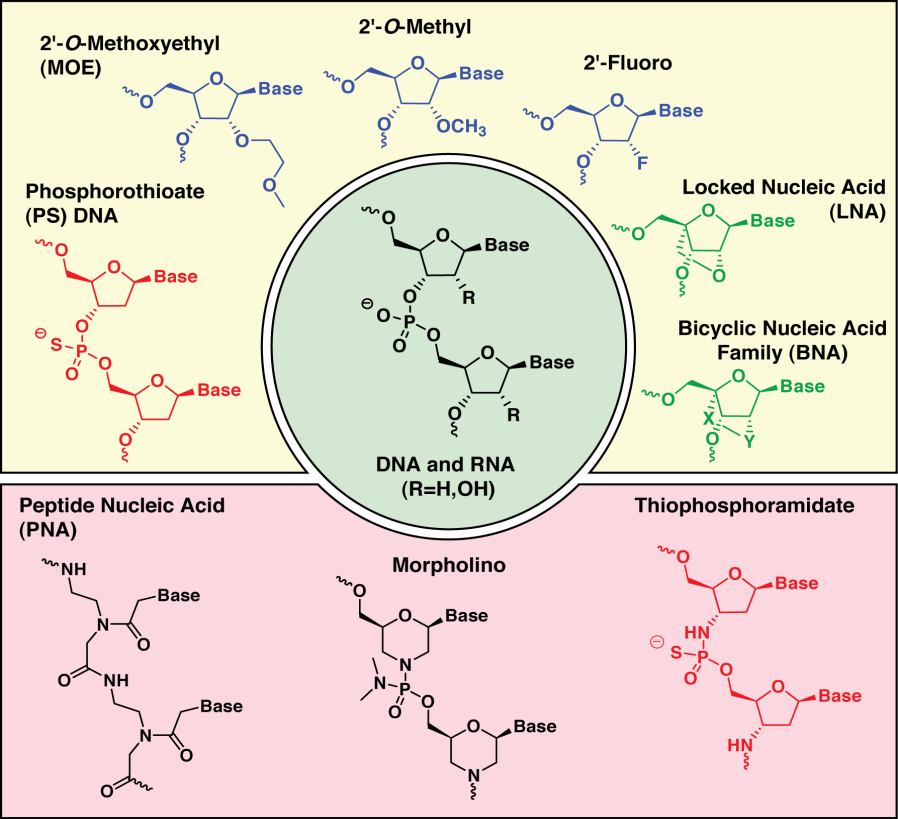 2'-O-Methoxyethyl
(MOE)
O
O
Base
O
O
O
2'-O-Methyl
O
O
Base
O
OCH3
2'-Fluoro
O
O
Base
O
F
Phosphorothioate
(PS) DNA
O
O
Base
O
⊖
S
P
O
O
O
Base
O
O
O
Base
O
R
⊖
O
P
O
O
O
Base
O
R
DNA and RNA
(R=H,OH)
Locked Nucleic Acid
(LNA)
O
O
Base
O
O
Bicyclic Nucleic Acid
Family (BNA)
O
O
Base
X
O
Y
Peptide Nucleic Acid
(PNA)
NH
Base
N
O
O
NH
Base
N
O
O
Morpholino
O
O
Base
N
N
P
O
O
O
Base
N
Thiophosphoramidate
O
O
Base
HN
⊖
S
P
O
O
O
Base
HN